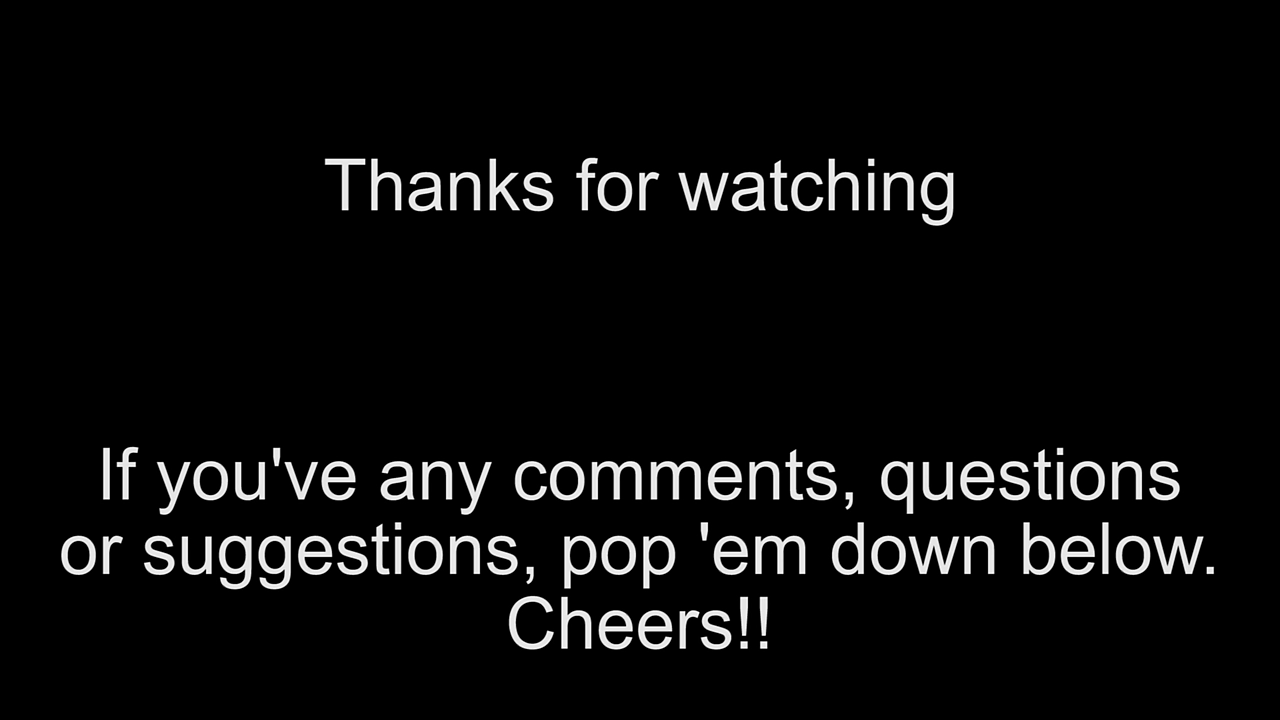 Thanks for watching
If you've any comments, questions
or suggestions, pop 'em down below.
Cheers!!